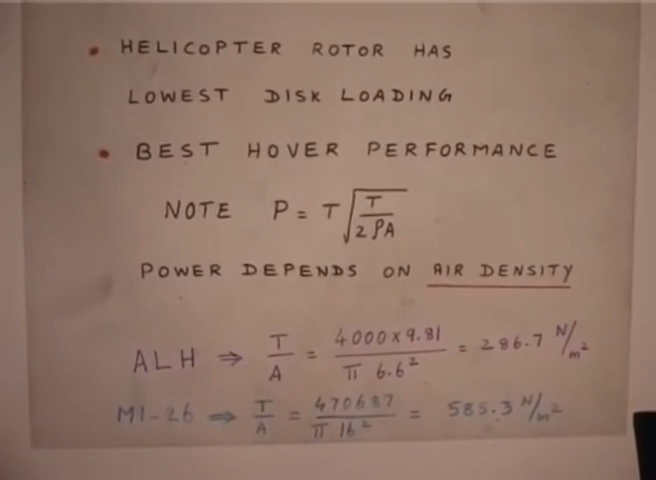 • HELICOPTER ROTOR HAS
LOWEST DISK LOADING
• BEST HOVER PERFORMANCE
NOTE P = T √(T / 2ρA)
POWER DEPENDS ON AIR DENSITY
ALH ⇒ T/A = 4000×9.81 / π 6.6² = 286.7 N/m²
MI-26 ⇒ T/A = 470687 / π 16² = 585.3 N/m²